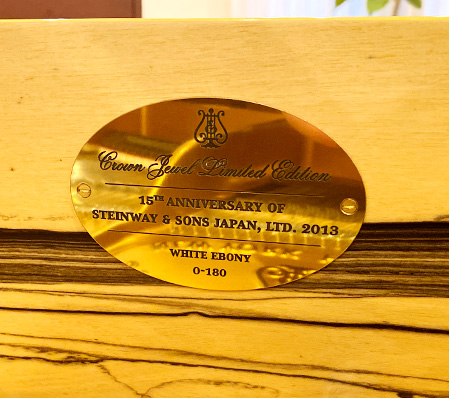 Crown Jewel Limited Edition
15TH ANNIVERSARY OF
STEINWAY & SONS JAPAN, LTD. 2013
WHITE EBONY
O-180